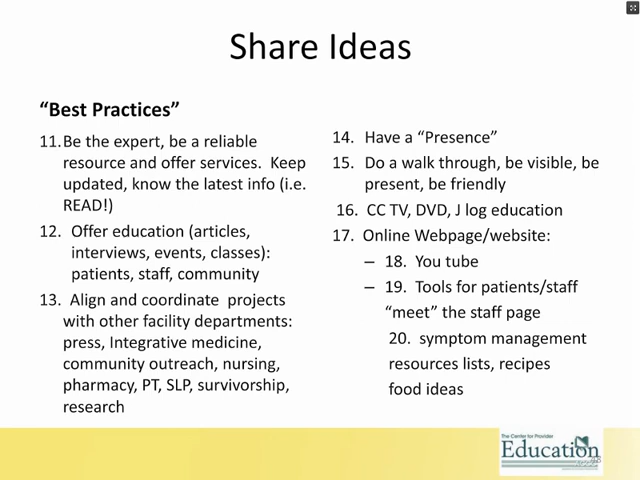 Share Ideas
“Best Practices”
11. Be the expert, be a reliable
resource and offer services. Keep
updated, know the latest info (i.e.
READ!)
12. Offer education (articles,
interviews, events, classes):
patients, staff, community
13. Align and coordinate projects
with other facility departments:
press, Integrative medicine,
community outreach, nursing,
pharmacy, PT, SLP, survivorship,
research
14. Have a “Presence”
15. Do a walk through, be visible, be
present, be friendly
16. CC TV, DVD, J log education
17. Online Webpage/website:
– 18. You tube
– 19. Tools for patients/staff
“meet” the staff page
20. symptom management
resources lists, recipes
food ideas
The Center for Provider
Education